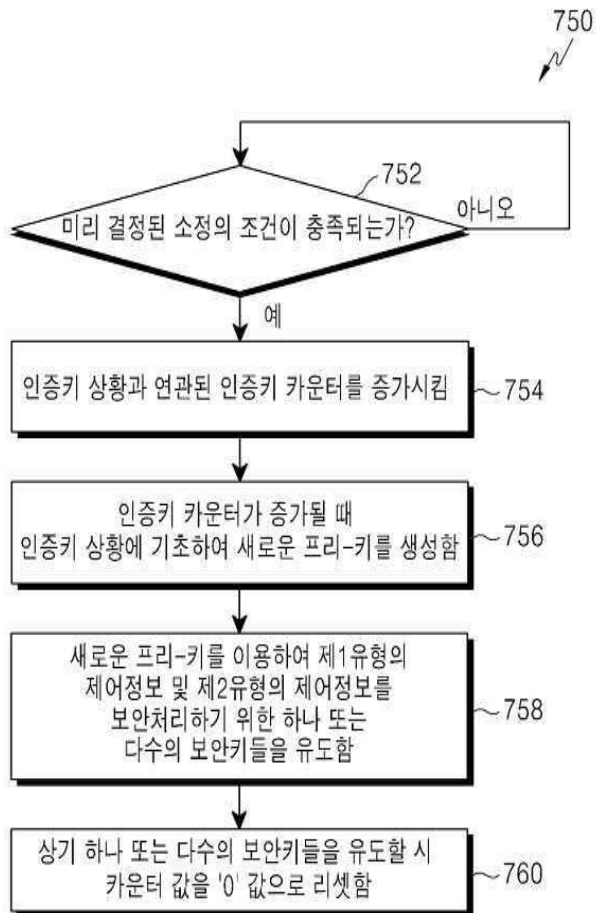 750
752
미리 결정된 소정의 조건이 충족되는가?
아니오
예
인증키 상황과 연관된 인증키 카운터를 증가시킴
754
인증키 카운터가 증가될 때
인증키 상황에 기초하여 새로운 프리-키를 생성함
756
새로운 프리-키를 이용하여 제1유형의
제어정보 및 제2유형의 제어정보를
보안처리하기 위한 하나 또는
다수의 보안키들을 유도함
758
상기 하나 또는 다수의 보안키들을 유도할 시
카운터 값을 '0' 값으로 리셋함
760